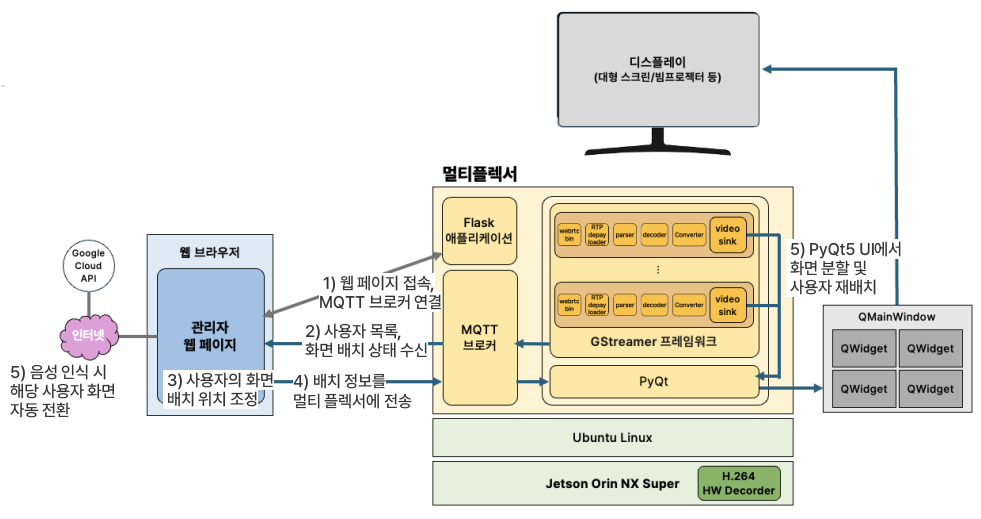 디스플레이
(대형 스크린/빔프로젝터 등)
멀티플렉서
Flask
애플리케이션
webrtc
bin
RTP
depay
loader
parser
decoder
Converter
video
sink
⋮
webrtc
bin
RTP
depay
loader
parser
decoder
Converter
video
sink
GStreamer 프레임워크
PyQt
MQTT
브로커
웹 브라우저
관리자
웹 페이지
Google
Cloud
API
인터넷
1) 웹 페이지 접속,
MQTT 브로커 연결
2) 사용자 목록,
화면 배치 상태 수신
3) 사용자의 화면
배치 위치 조정
4) 배치 정보를
멀티 플렉서에 전송
5) 음성 인식 시
해당 사용자 화면
자동 전환
5) PyQt5 UI에서
화면 분할 및
사용자 재배치
QMainWindow
QWidget
QWidget
QWidget
QWidget
Ubuntu Linux
Jetson Orin NX Super
H.264
HW Decorder